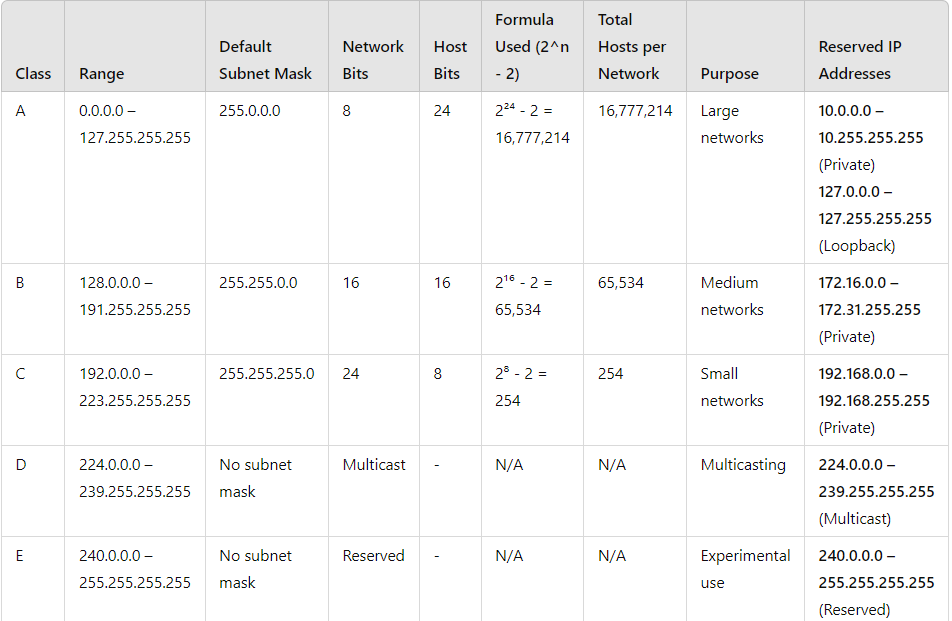 Class
Range
Default
Subnet Mask
Network
Bits
Host
Bits
Formula
Used (2^n
- 2)
Total
Hosts per
Network
Purpose
Reserved IP
Addresses
A
0.0.0.0 –
127.255.255.255
255.0.0.0
8
24
2²⁴ - 2 =
16,777,214
16,777,214
Large
networks
10.0.0.0 –
10.255.255.255
(Private)
127.0.0.0 –
127.255.255.255
(Loopback)
B
128.0.0.0 –
191.255.255.255
255.255.0.0
16
16
2¹⁶ - 2 =
65,534
65,534
Medium
networks
172.16.0.0 –
172.31.255.255
(Private)
C
192.0.0.0 –
223.255.255.255
255.255.255.0
24
8
2⁸ - 2 =
254
254
Small
networks
192.168.0.0 –
192.168.255.255
(Private)
D
224.0.0.0 –
239.255.255.255
No subnet
mask
Multicast
-
N/A
N/A
Multicasting
224.0.0.0 –
239.255.255.255
(Multicast)
E
240.0.0.0 –
255.255.255.255
No subnet
mask
Reserved
-
N/A
N/A
Experimental
use
240.0.0.0 –
255.255.255.255
(Reserved)